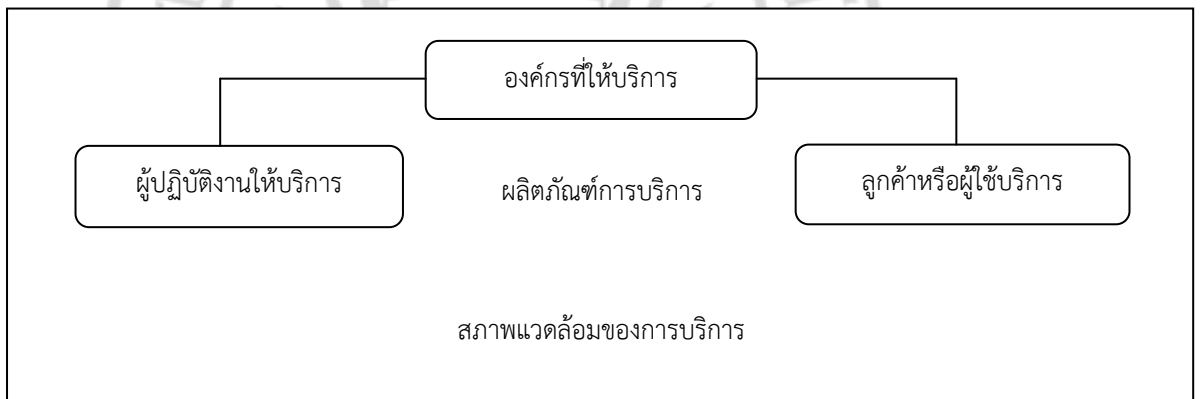 องค์กรที่ให้บริการ
ผู้ปฏิบัติงานให้บริการ
ผลิตภัณฑ์การบริการ
ลูกค้าหรือผู้ใช้บริการ
สภาพแวดล้อมของการบริการ